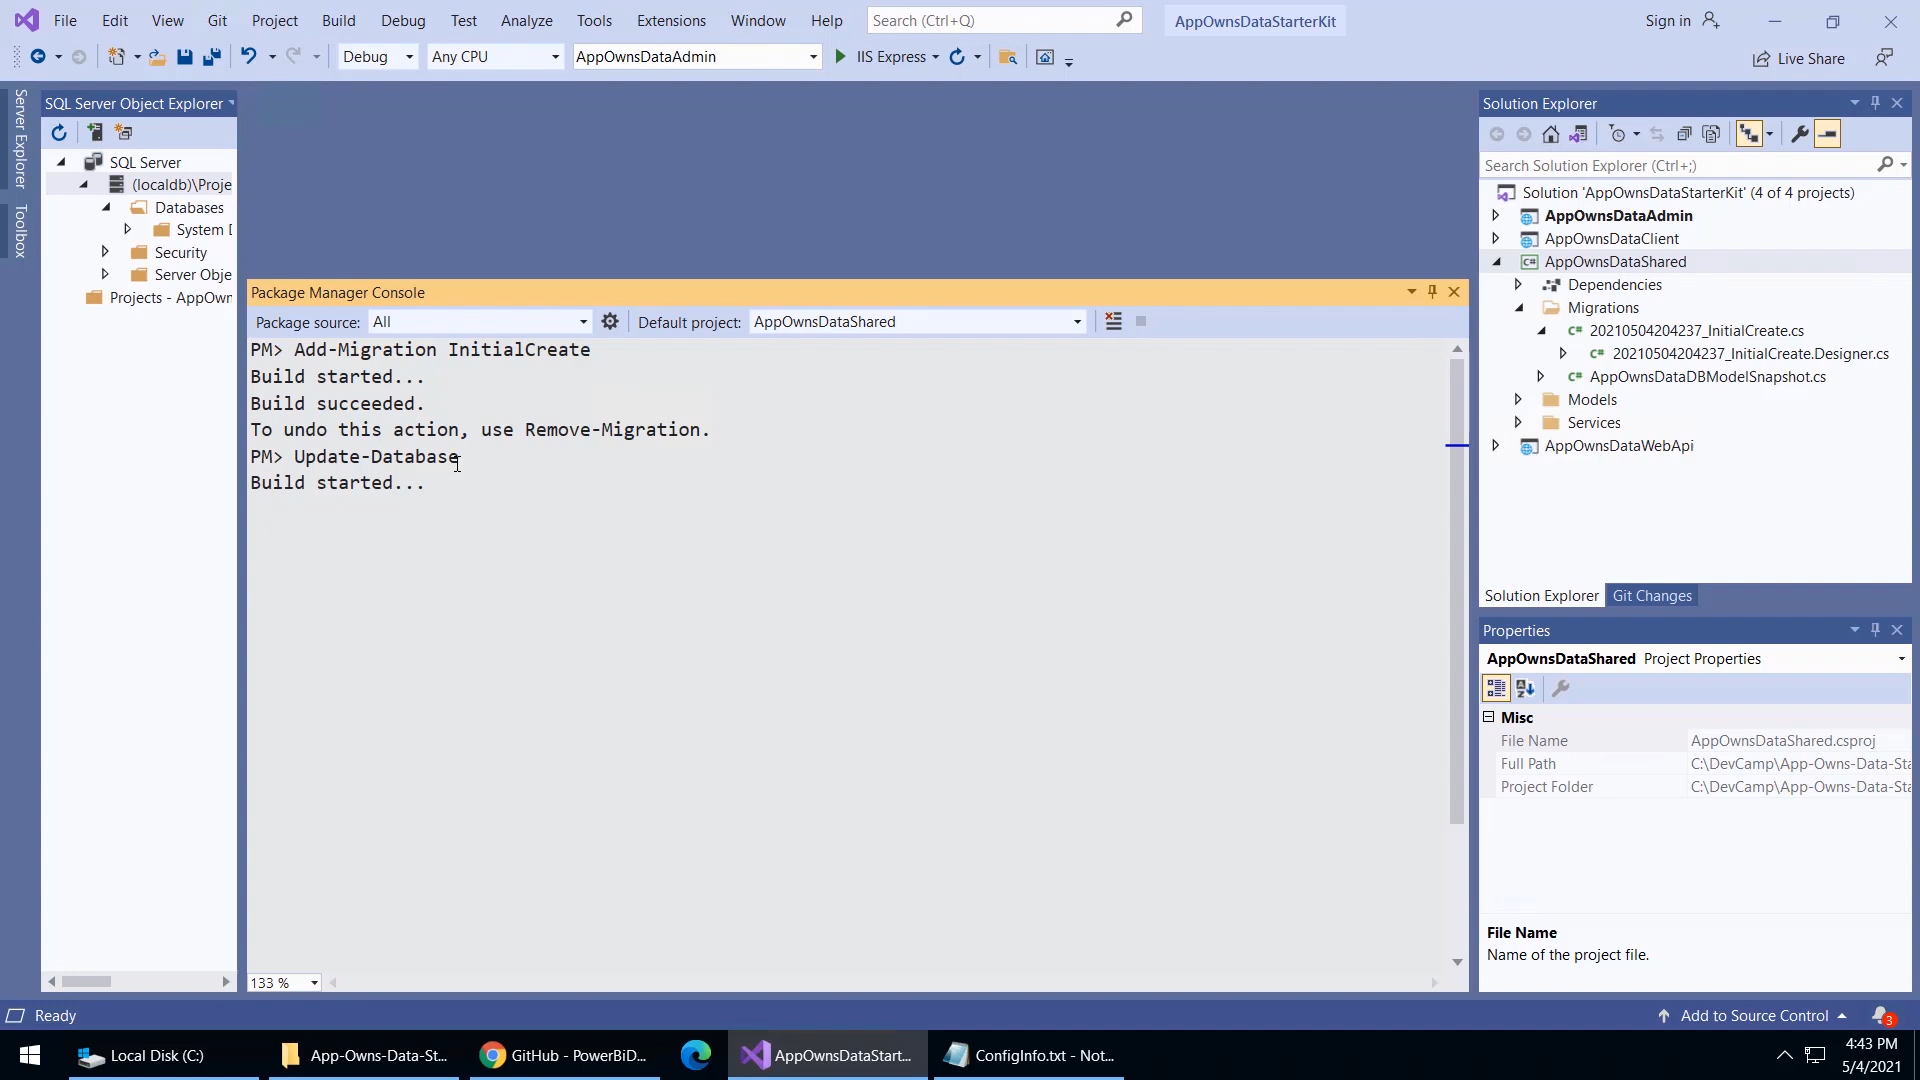 File Edit View Git Project Build Debug Test Analyze Tools Extensions Window Help Search (Ctrl+Q) AppOwnsDataStarterKit Sign in
Debug Any CPU AppOwnsDataAdmin IIS Express Live Share
Server Explorer
Toolbox
SQL Server Object Explorer
SQL Server
(localdb)\Proje
Databases
System D
Security
Server Obje
Projects - AppOwn
Package Manager Console
Package source: All Default project: AppOwnsDataShared
PM> Add-Migration InitialCreate
Build started...
Build succeeded.
To undo this action, use Remove-Migration.
PM> Update-Database
Build started...
133 %
Solution Explorer
Search Solution Explorer (Ctrl+;)
Solution 'AppOwnsDataStarterKit' (4 of 4 projects)
AppOwnsDataAdmin
AppOwnsDataClient
C# AppOwnsDataShared
Dependencies
Migrations
C# 20210504204237_InitialCreate.cs
C# 20210504204237_InitialCreate.Designer.cs
C# AppOwnsDataDBModelSnapshot.cs
Models
Services
AppOwnsDataWebApi
Solution Explorer Git Changes
Properties
AppOwnsDataShared Project Properties
Misc
File Name AppOwnsDataShared.csproj
Full Path C:\DevCamp\App-Owns-Data-Sta
Project Folder C:\DevCamp\App-Owns-Data-Sta
File Name
Name of the project file.
Ready Add to Source Control 3
Local Disk (C:) App-Owns-Data-St... GitHub - PowerBiD... AppOwnsDataStart... ConfigInfo.txt - Not...
4:43 PM
5/4/2021